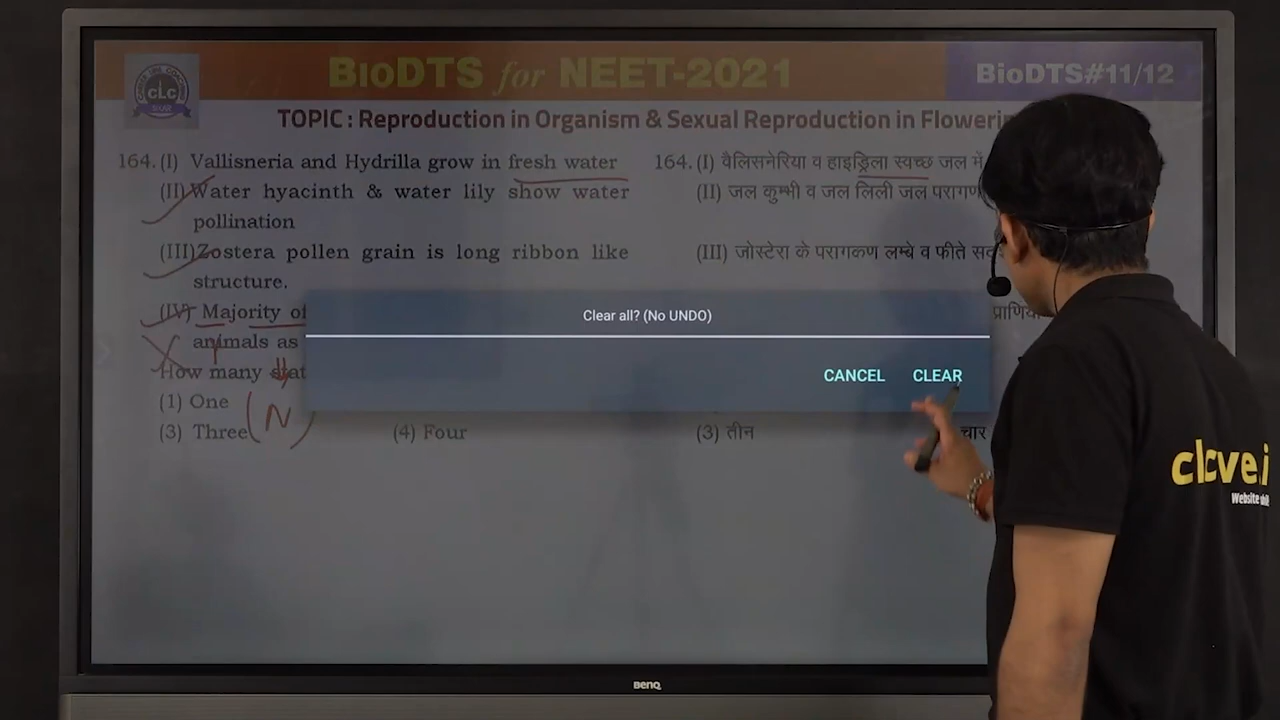 BioDTS for NEET-2021
BioDTS#11/12
CLC
SIKAR
TOPIC : Reproduction in Organism & Sexual Reproduction in
164. (I) Vallisneria and Hydrilla grow in fresh water
(II) Water hyacinth & water lily show water
pollination
(III) Zostera pollen grain is long ribbon like
structure.
(IV) Majority of
animals as
How many
(1) One
(3) Three
(4) Four
N
164. (I) वैलिसनेरिया व हाइड्रिला स्वच्छ जल में
(II) जल कुम्भी व जल लिली जल परागण
(III) जोस्टेरा के परागकण लम्बे व फीते
(3) तीन
चार
Clear all? (No UNDO)
CANCEL CLEAR
BenQ
Website